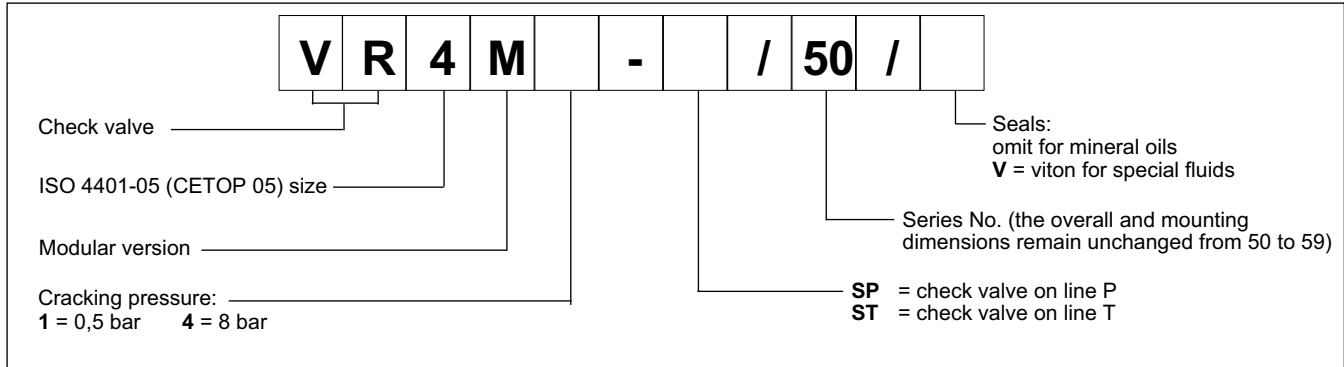 V R 4 M - / 50 /
Check valve
ISO 4401-05 (CETOP 05) size
Modular version
Cracking pressure:
1 = 0,5 bar 4 = 8 bar
Seals:
omit for mineral oils
V = viton for special fluids
Series No. (the overall and mounting
dimensions remain unchanged from 50 to 59)
SP = check valve on line P
ST = check valve on line T